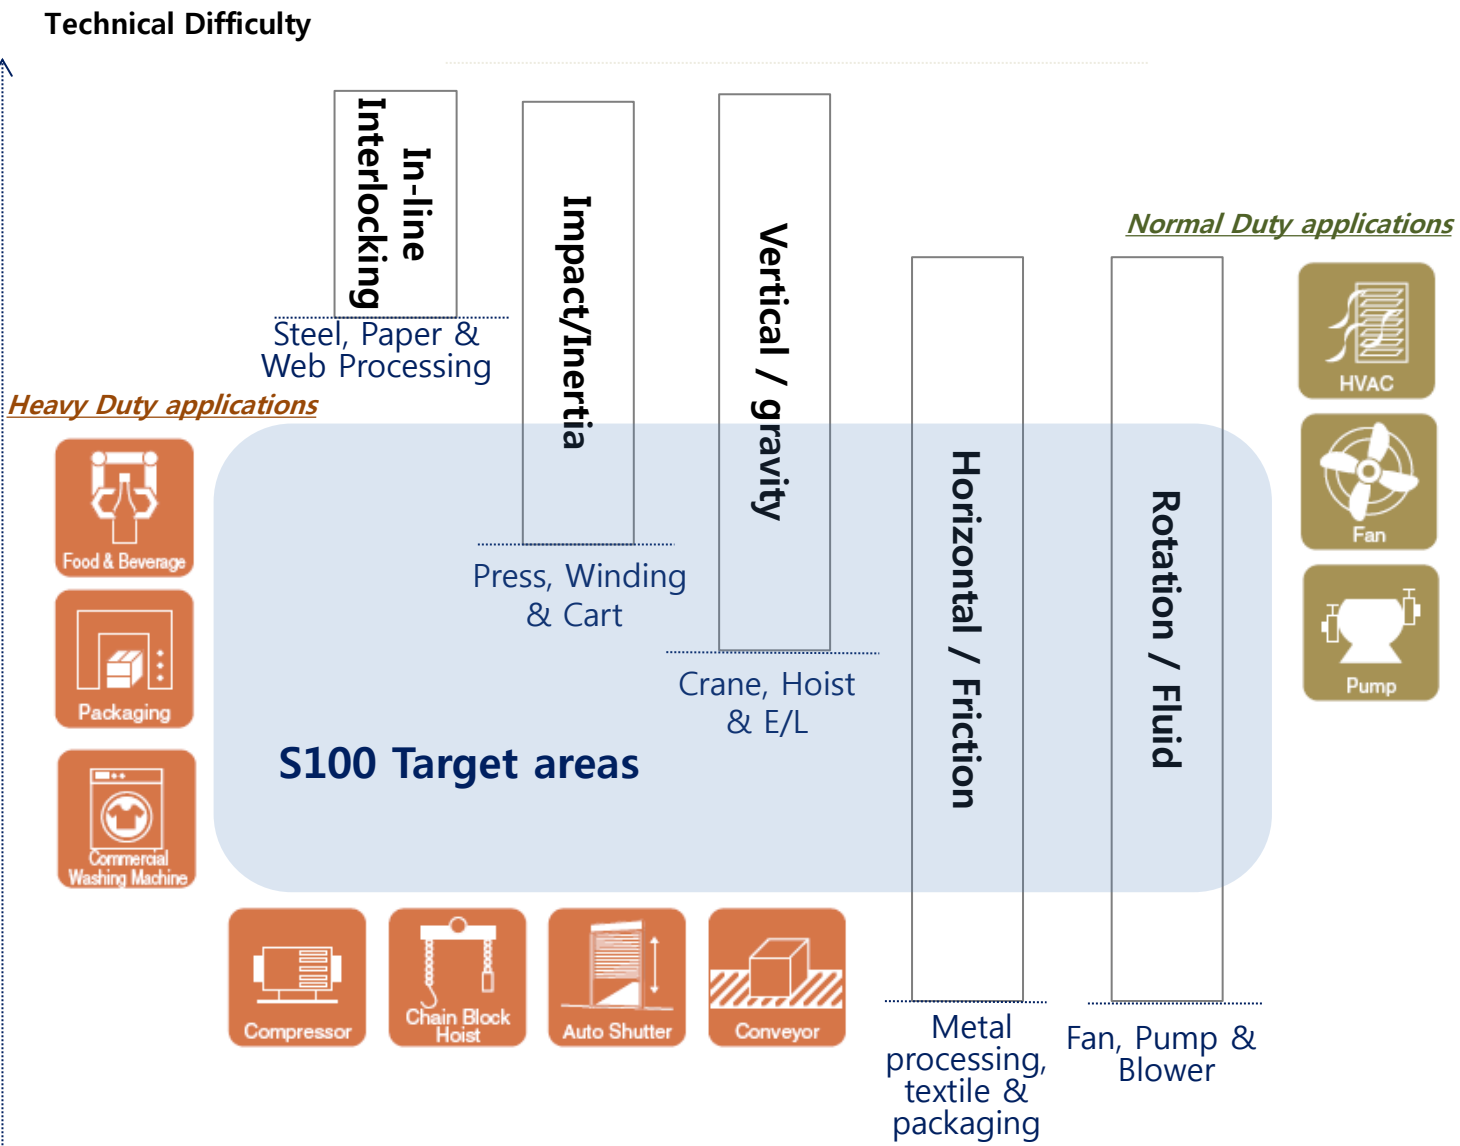 Technical Difficulty
In-line
Interlocking
Impact/Inertia
Vertical / gravity
Horizontal / Friction
Rotation / Fluid
Steel, Paper &
Web Processing
Normal Duty applications
HVAC
Fan
Pump
Heavy Duty applications
Food & Beverage
Packaging
Commercial
Washing Machine
Press, Winding
& Cart
Crane, Hoist
& E/L
S100 Target areas
Compressor
Chain Block
Hoist
Auto Shutter
Conveyor
Metal
processing,
textile &
packaging
Fan, Pump &
Blower